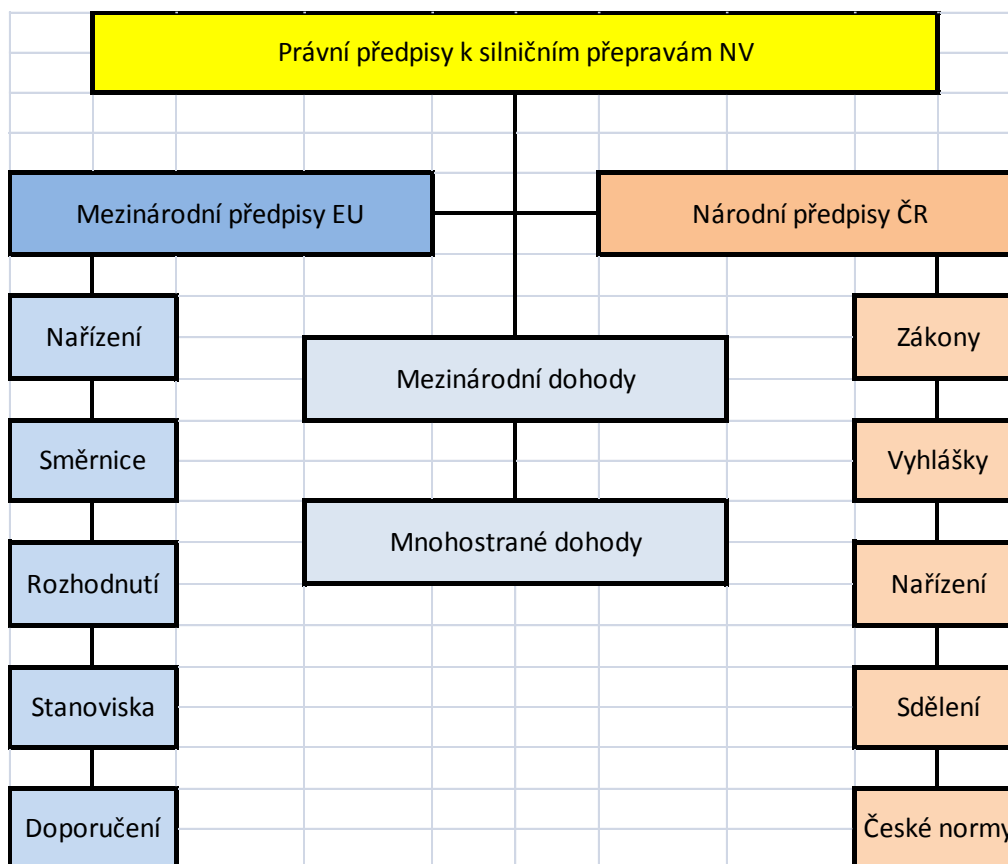 Právní předpisy k silničním přepravám NV
Mezinárodní předpisy EU
Národní předpisy ČR
Nařízení
Směrnice
Rozhodnutí
Stanoviska
Doporučení
Mezinárodní dohody
Mnohostrané dohody
Zákony
Vyhlášky
Nařízení
Sdělení
České normy